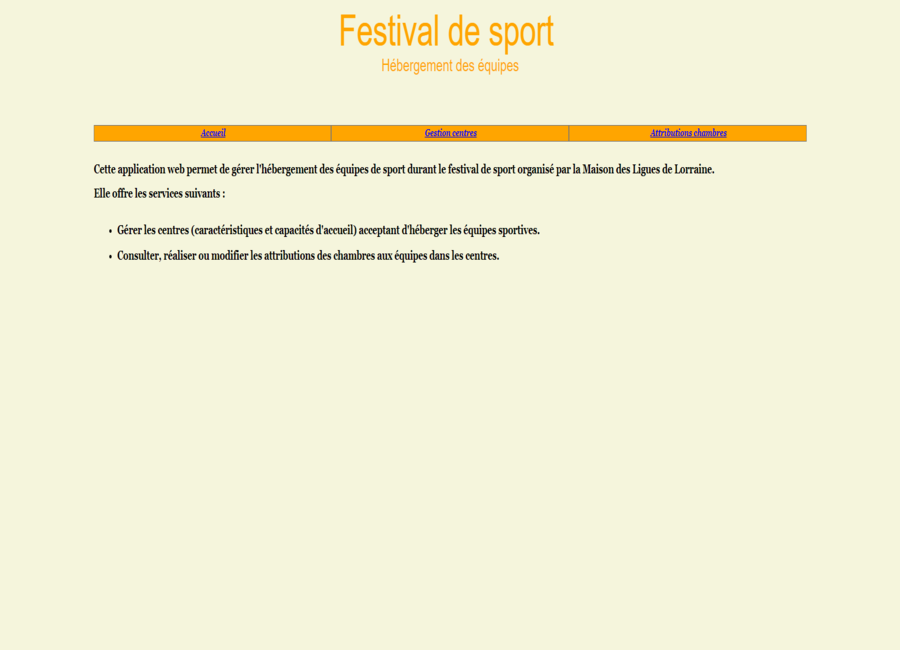 Festival de sport
Hébergement des équipes
Accueil Gestion centres Attributions chambres
Cette application web permet de gérer l'hébergement des équipes de sport durant le festival de sport organisé par la Maison des Ligues de Lorraine.
Elle offre les services suivants :
• Gérer les centres (caractéristiques et capacités d'accueil) acceptant d'héberger les équipes sportives.
• Consulter, réaliser ou modifier les attributions des chambres aux équipes dans les centres.